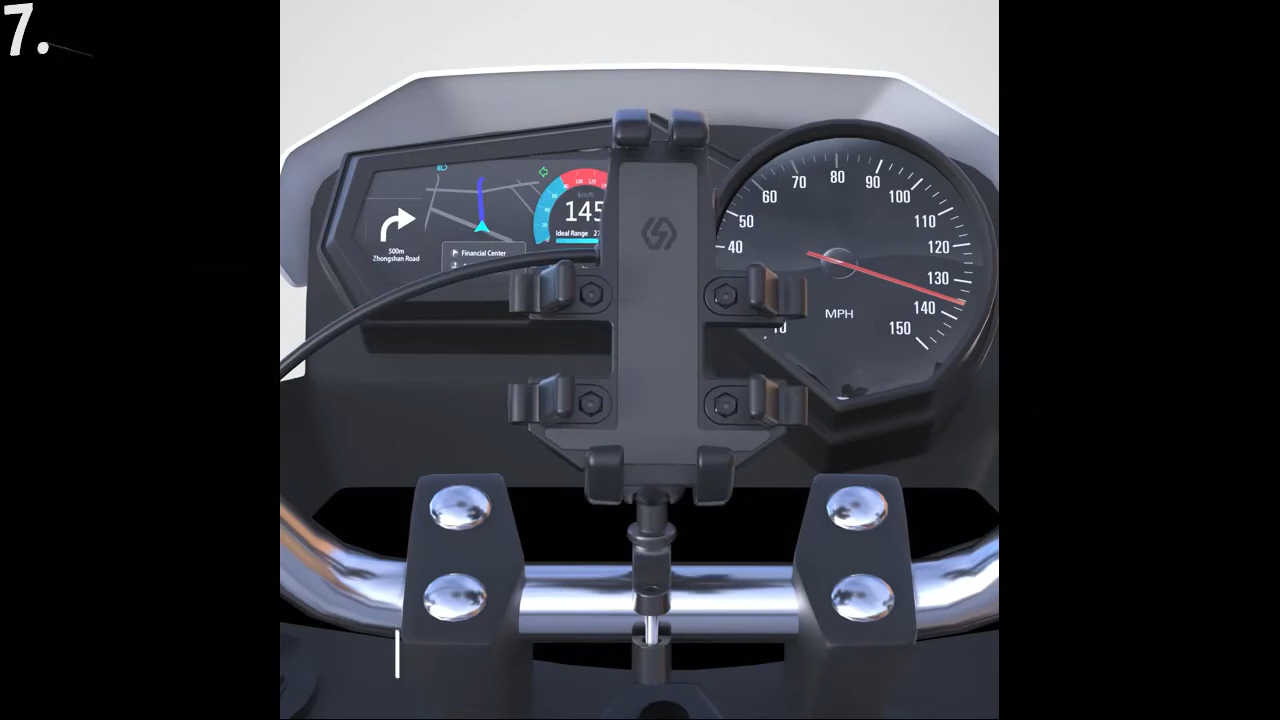 7.
500m
Zhongshan Road
Financial Center
km/h
145
Ideal Range
40
50
60
70
80
90
100
110
120
130
140
150
MPH